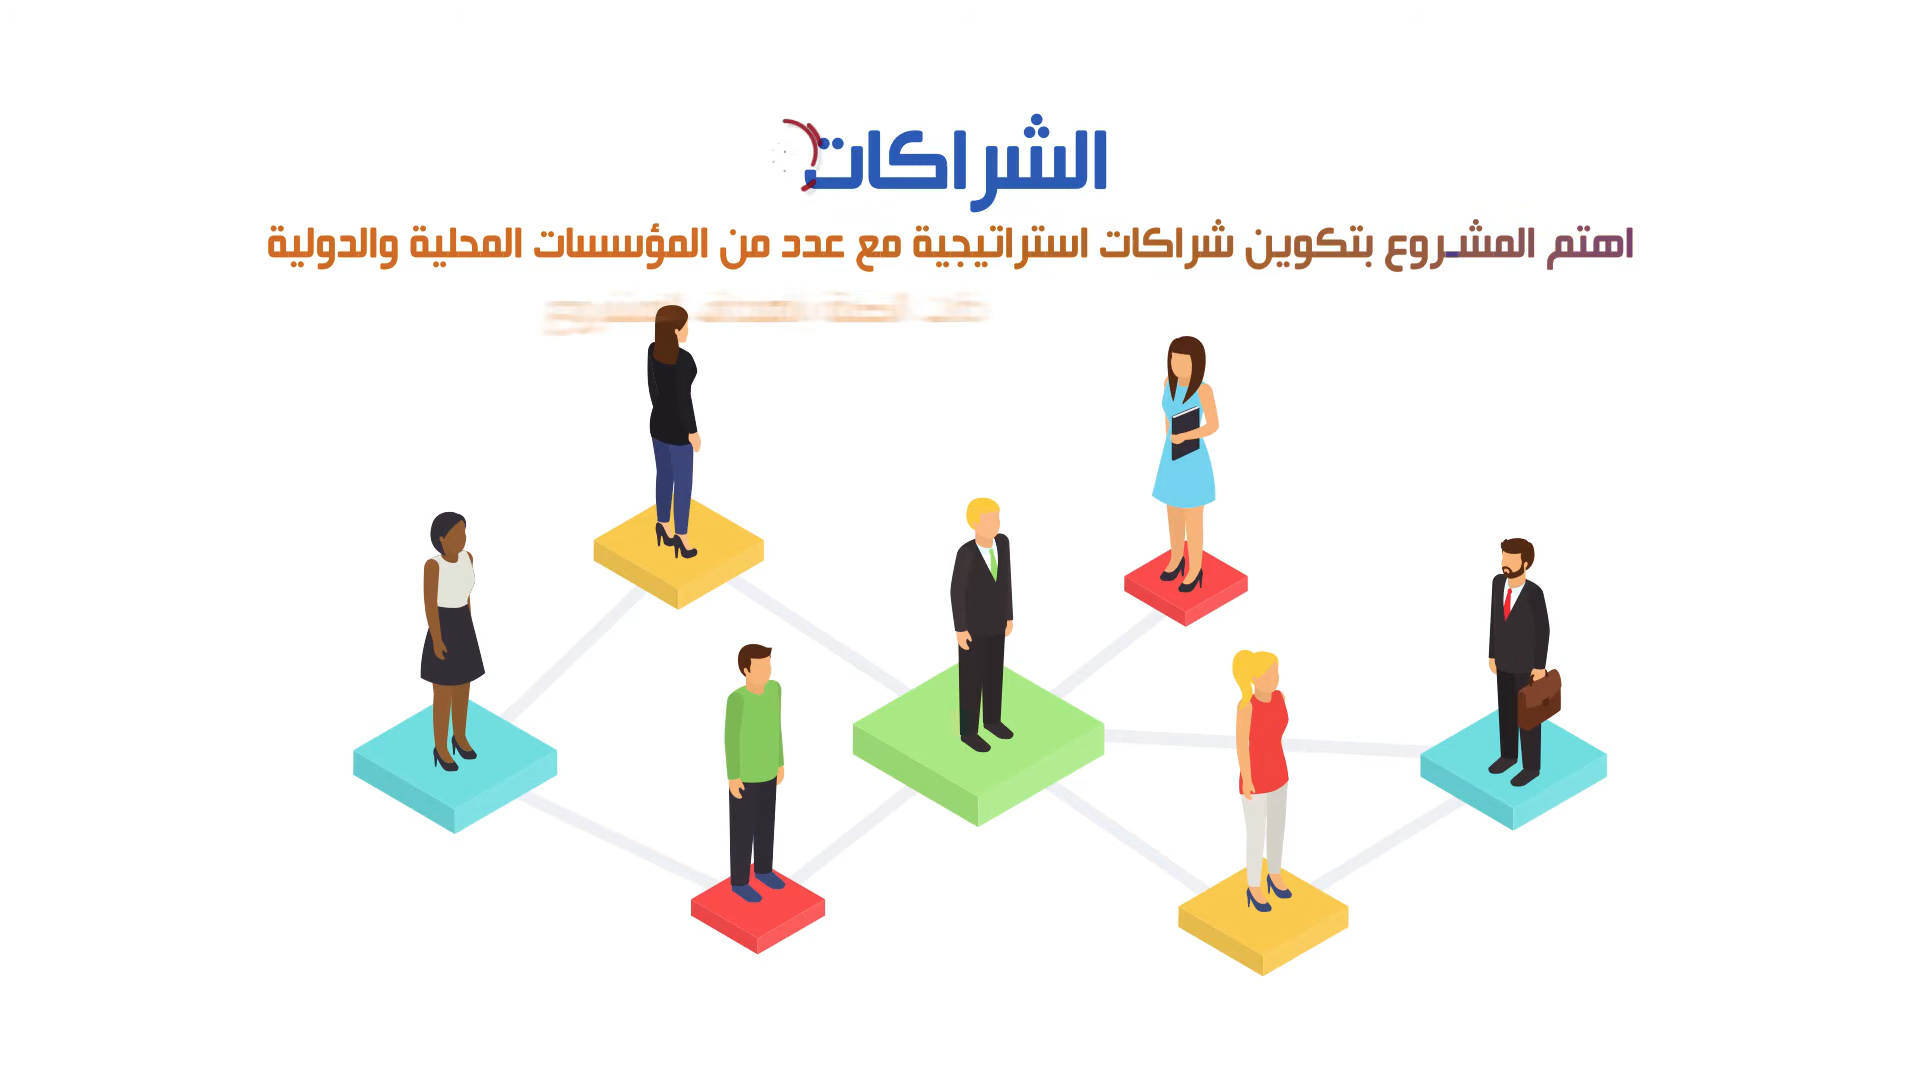 الشراكات
اهتم المشروع بتكوين شراكات استراتيجية مع عدد من المؤسسات المحلية والدولية